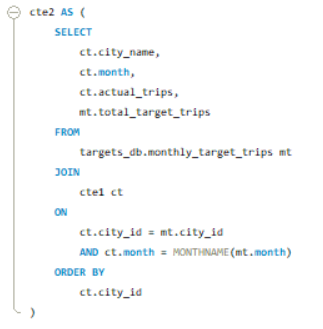 cte2 AS (
SELECT
ct.city_name,
ct.month,
ct.actual_trips,
mt.total_target_trips
FROM
targets_db.monthly_target_trips mt
JOIN
cte1 ct
ON
ct.city_id = mt.city_id
AND ct.month = MONTHNAME(mt.month)
ORDER BY
ct.city_id
)